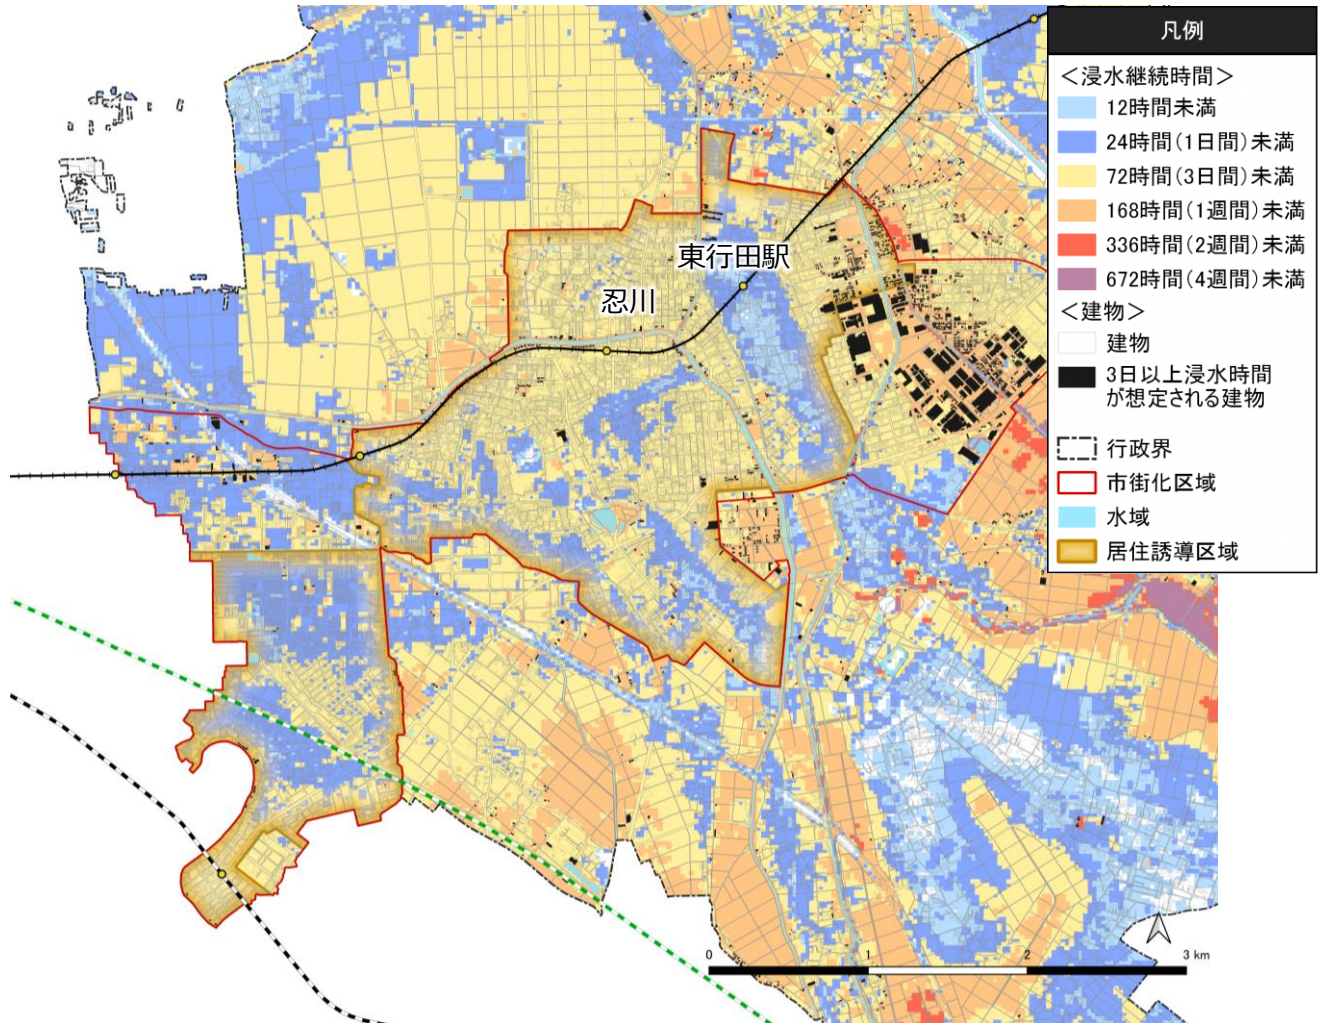 凡例
＜浸水継続時間＞
12時間未満
24時間（1日間）未満
72時間（3日間）未満
168時間（1週間）未満
336時間（2週間）未満
672時間（4週間）未満
＜建物＞
建物
3日以上浸水時間
が想定される建物
行政界
市街化区域
水域
居住誘導区域
東行田駅
忍川
0 1 2 3 km